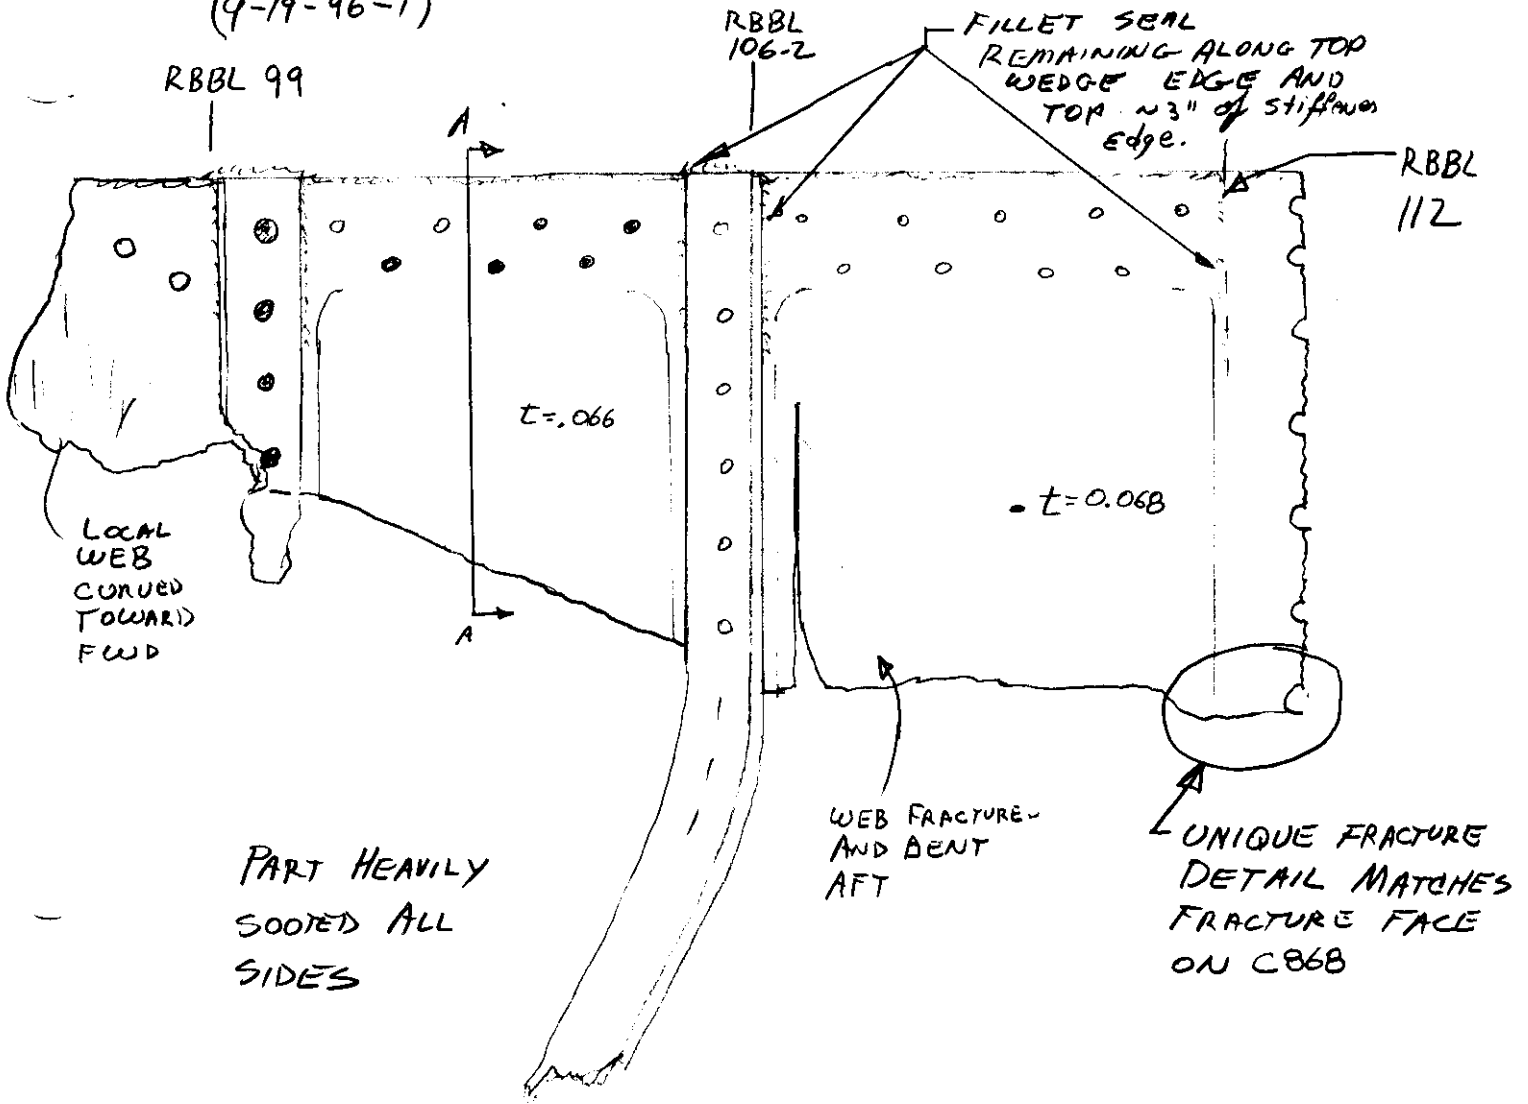 (9-19-96-1)
RBBL 99
RBBL
106-2
FILLET SEAL
REMAINING ALONG TOP
WEDGE EDGE AND
TOP ~3" of stiffener
Edge.
RBBL
112
A
t=.066
t=0.068
A
LOCAL
WEB
CURVED
TOWARD
FWD
WEB FRACTURE
AND BENT
AFT
PART HEAVILY
SOOTED ALL
SIDES
UNIQUE FRACTURE
DETAIL MATCHES
FRACTURE FACE
ON C868